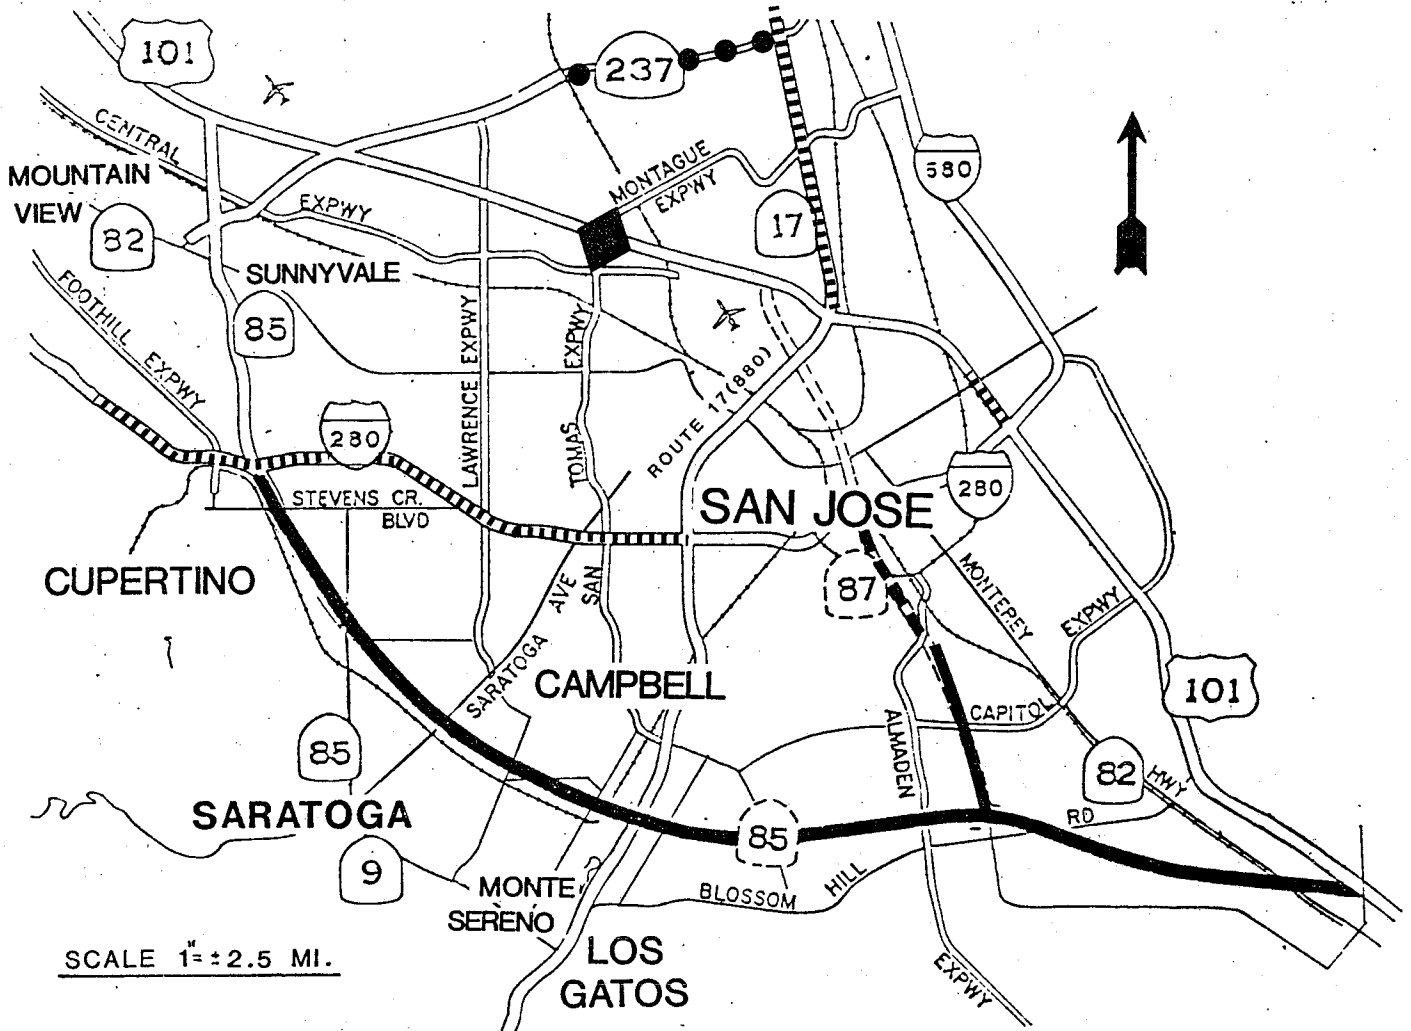 101
237
CENTRAL
EXPWY
MOUNTAIN
VIEW
82
MONTAGUE
EXPWY
680
17
SUNNYVALE
85
FOOTHILL EXPWY
LAWRENCE EXPWY
SAN TOMAS EXPWY
ROUTE 17(880)
280
STEVENS CR.
BLVD
SAN JOSE
280
CUPERTINO
87
MONTEREY
HWY
CAPITOL EXPWY
SARATOGA AVE
CAMPBELL
101
ALMADEN
EXPWY
85
82
SARATOGA
85
9
BLOSSOM HILL RD
MONTE
SERENO
LOS
GATOS
SCALE 1"= ±2.5 MI.